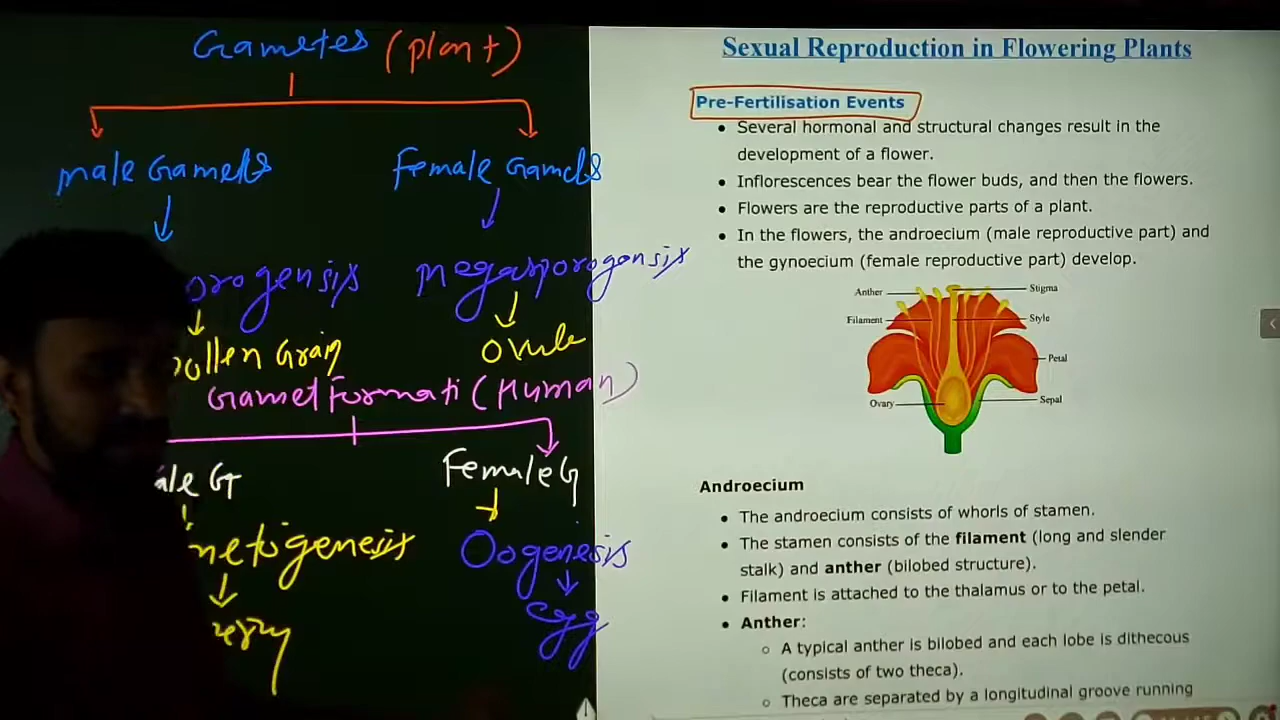 Gametes (plant)
male Gamets
Female Gamets
orogensis
megasporogensis
ollen Grain
Ovule
Gamet Formati (Human)
ale G
Female G
netogenesis
Oogenesis
egg
Sexual Reproduction in Flowering Plants
Pre-Fertilisation Events
• Several hormonal and structural changes result in the
development of a flower.
• Inflorescences bear the flower buds, and then the flowers.
• Flowers are the reproductive parts of a plant.
• In the flowers, the androecium (male reproductive part) and
the gynoecium (female reproductive part) develop.
Anther
Stigma
Filament
Style
Petal
Ovary
Sepal
Androecium
• The androecium consists of whorls of stamen.
• The stamen consists of the filament (long and slender
stalk) and anther (bilobed structure).
• Filament is attached to the thalamus or to the petal.
• Anther:
o A typical anther is bilobed and each lobe is dithecous
(consists of two theca).
o Theca are separated by a longitudinal groove running